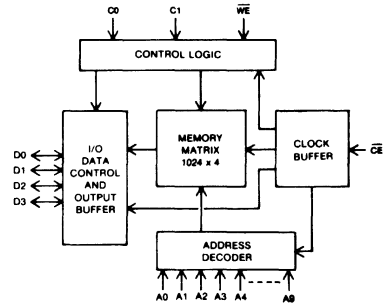 C0 C1 WE
CONTROL LOGIC
I/O
DATA
CONTROL
AND
OUTPUT
BUFFER
MEMORY
MATRIX
1024 x 4
CLOCK
BUFFER
D0
D1
D2
D3
CE
ADDRESS
DECODER
A0 A1 A2 A3 A4 A9